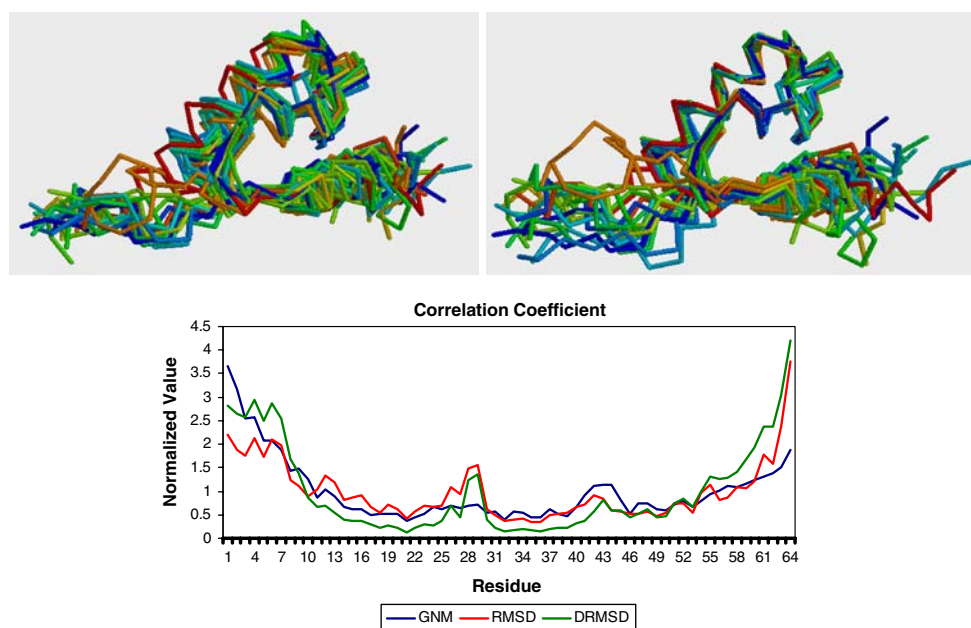 Correlation Coefficient
4.5
4
3.5
3
2.5
2
1.5
1
0.5
0
Normalized Value
1 4 7 10 13 16 19 22 25 28 31 34 37 40 43 46 49 52 55 58 61 64
Residue
GNM RMSD DRMSD